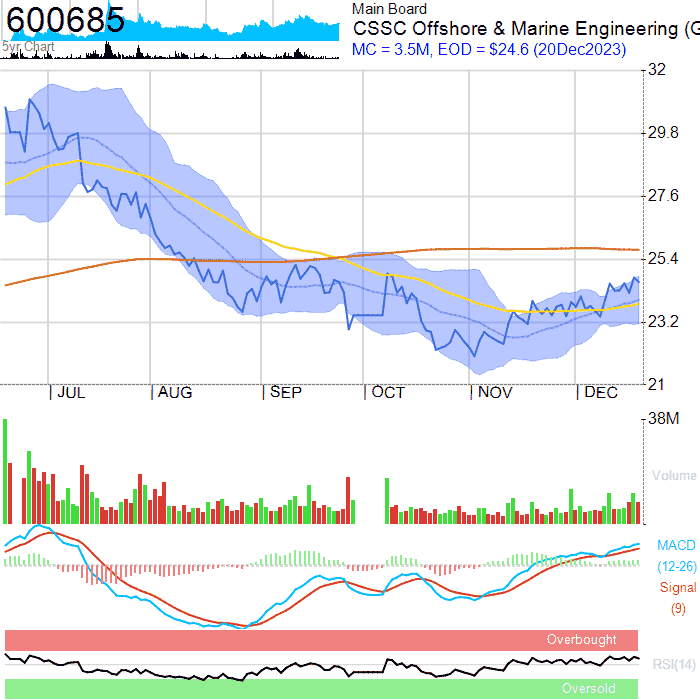 600685
5yr Chart
Main Board
CSSC Offshore & Marine Engineering (G
MC = 3.5M, EOD = $24.6 (20Dec2023)
32
29.8
27.6
25.4
23.2
21
JUL AUG SEP OCT NOV DEC
38M
Volume
MACD
(12-26)
Signal
(9)
Overbought
RSI(14)
Oversold